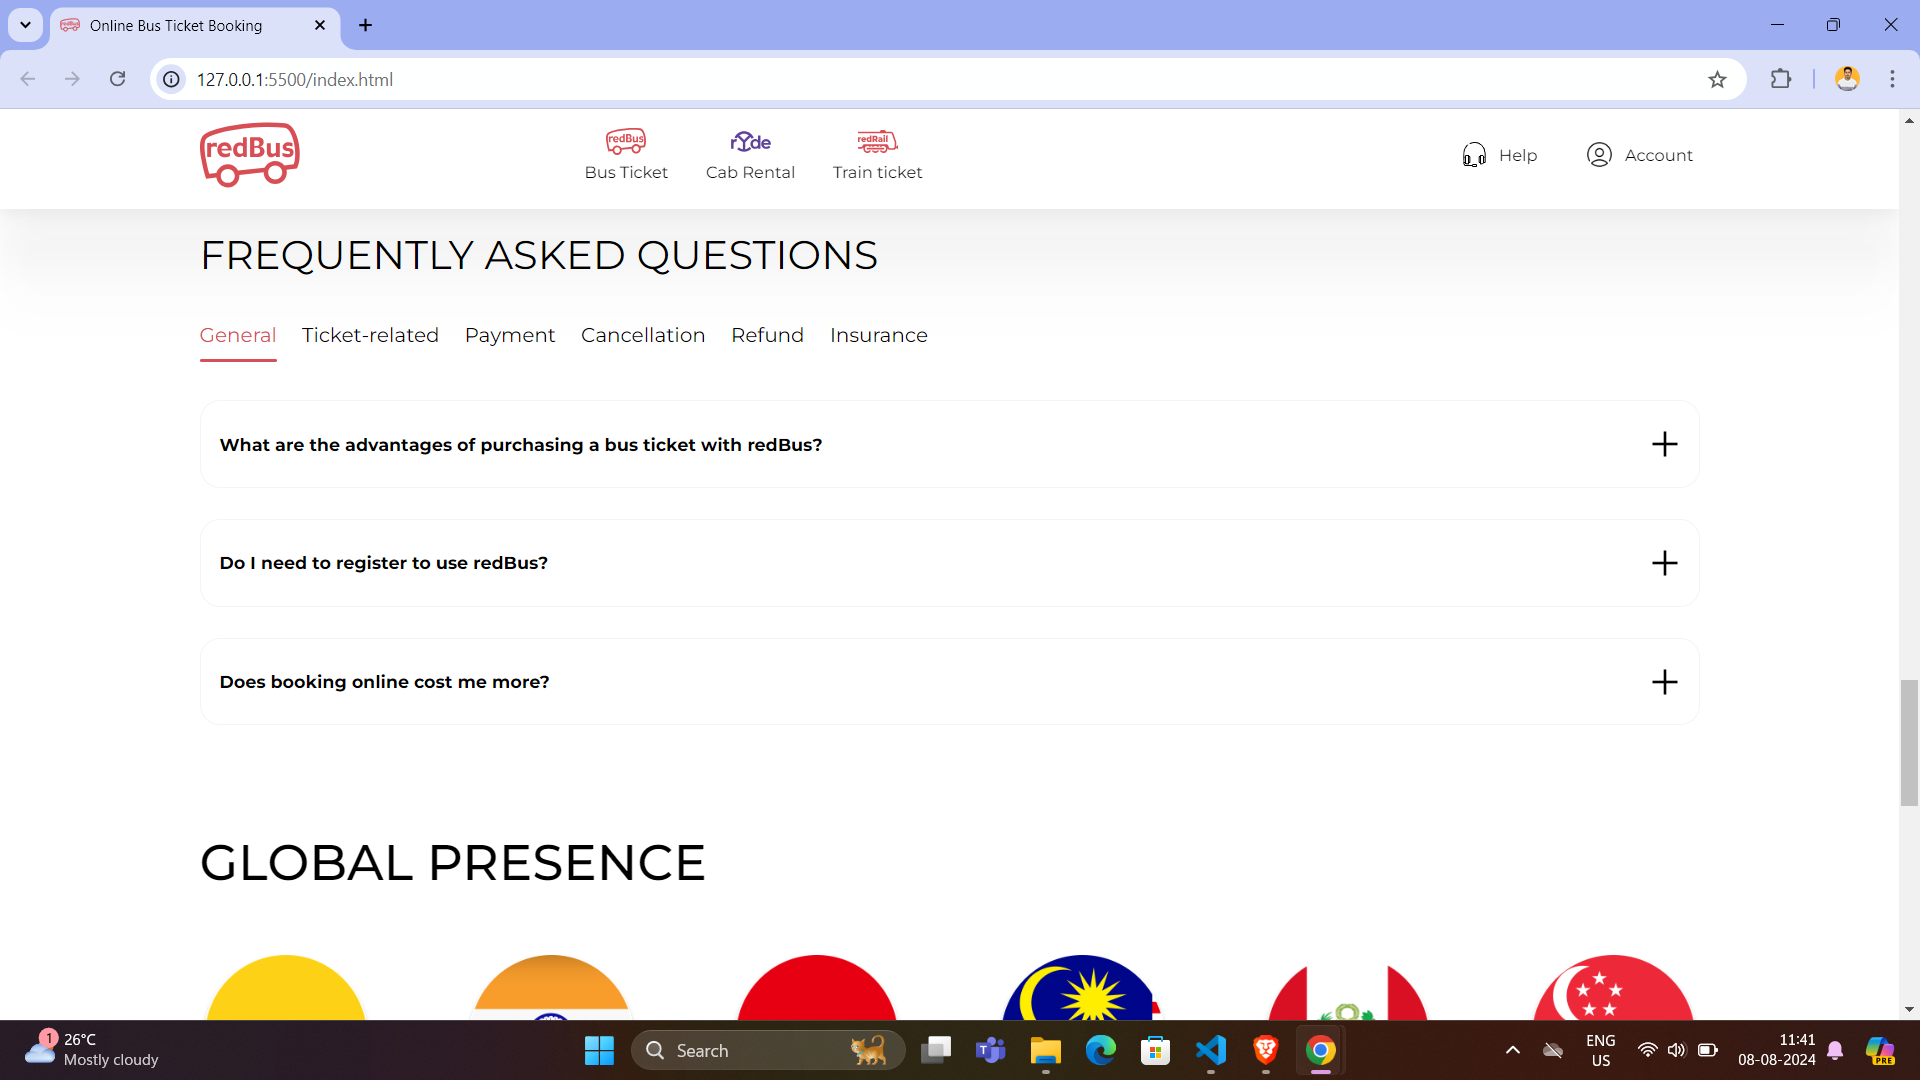 Online Bus Ticket Booking
127.0.0.1:5500/index.html
redBus
redBus
Bus Ticket
rYde
Cab Rental
redRail
Train ticket
Help
Account
FREQUENTLY ASKED QUESTIONS
General Ticket-related Payment Cancellation Refund Insurance
What are the advantages of purchasing a bus ticket with redBus?
Do I need to register to use redBus?
Does booking online cost me more?
GLOBAL PRESENCE
1
26°C
Mostly cloudy
Search
T
ENG
US
11:41
08-08-2024
PRE